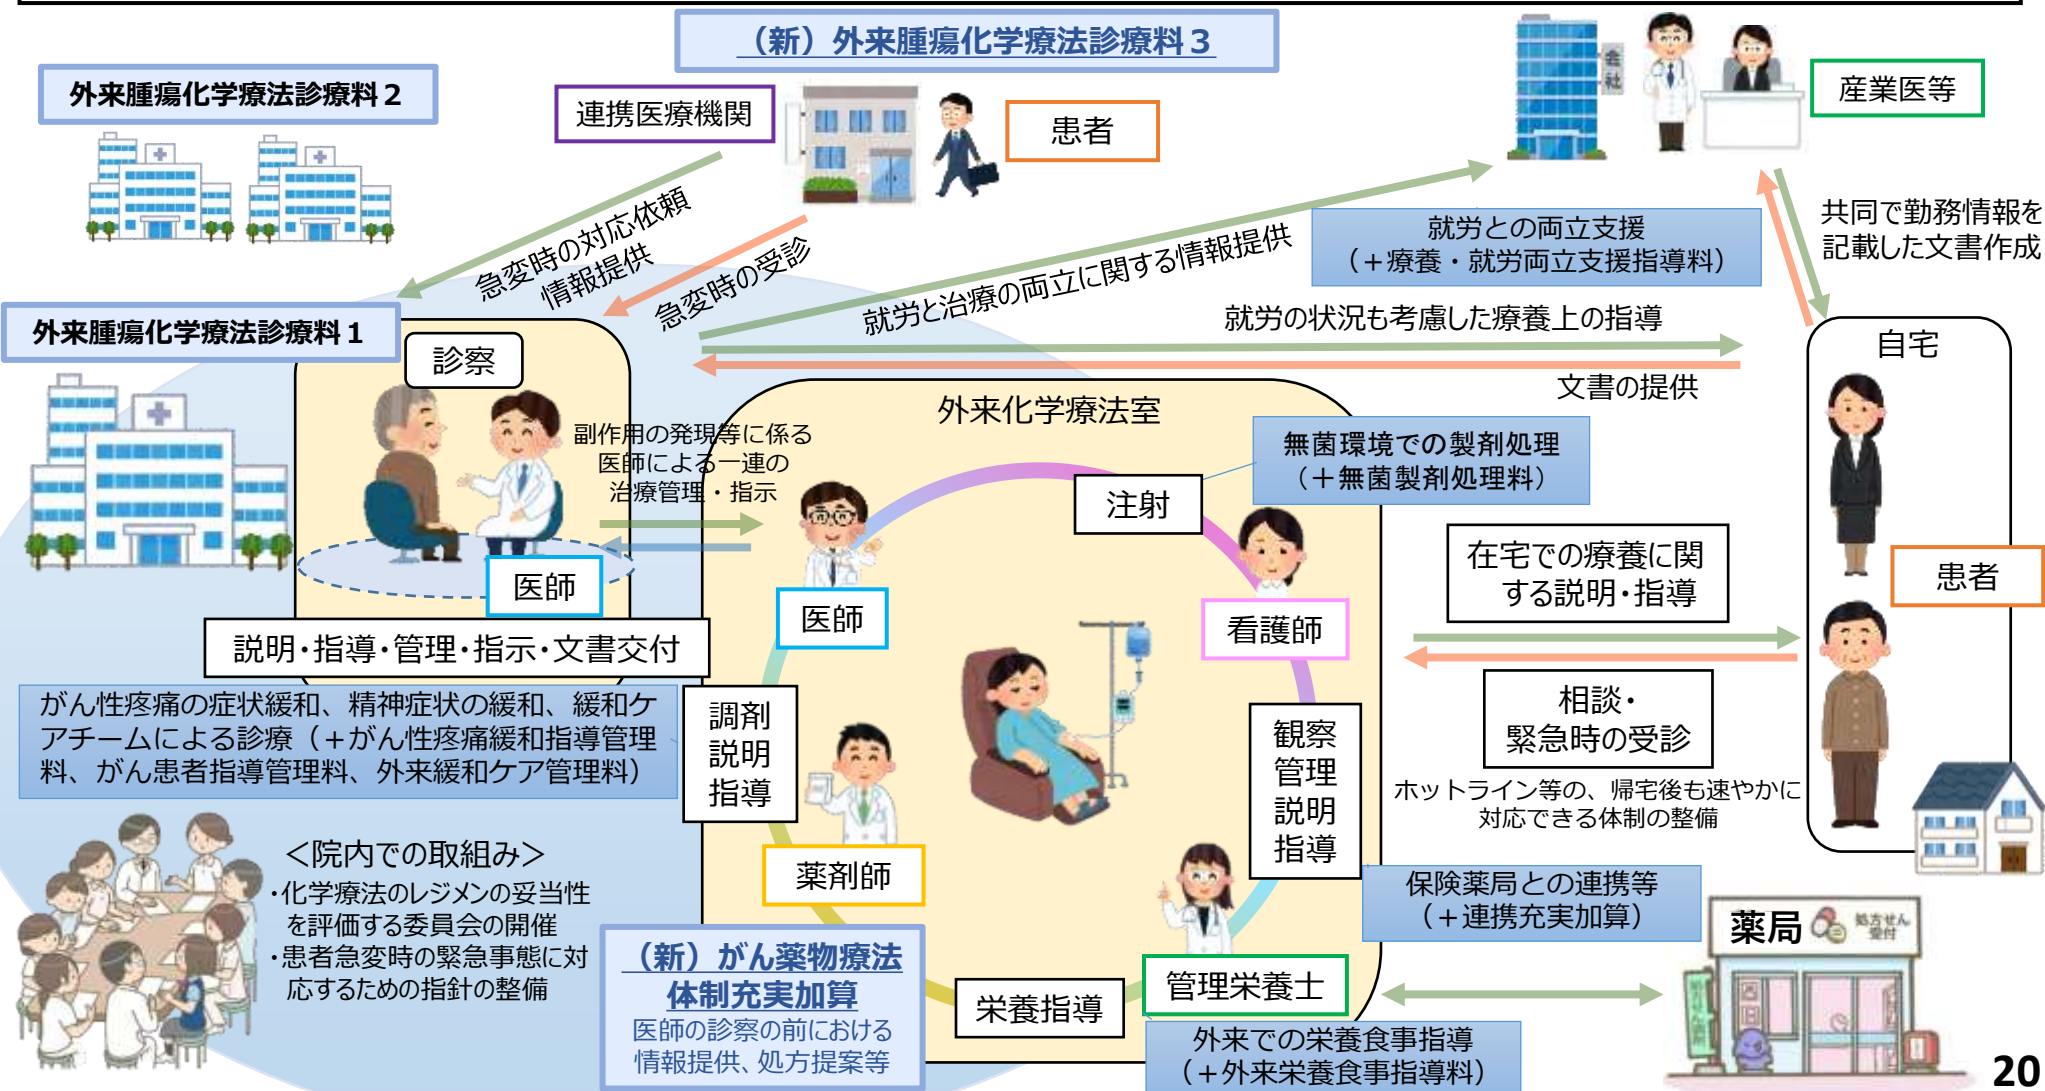 （新）外来腫瘍化学療法診療料３
外来腫瘍化学療法診療料２
連携医療機関
患者
会社
産業医等
急変時の対応依頼
情報提供
急変時の受診
就労と治療の両立に関する情報提供
就労との両立支援
（＋療養・就労両立支援指導料）
共同で勤務情報を
記載した文書作成
外来腫瘍化学療法診療料１
就労の状況も考慮した療養上の指導
文書の提供
自宅
診察
外来化学療法室
副作用の発現等に係る
医師による一連の
治療管理・指示
無菌環境での製剤処理
（＋無菌製剤処理料）
注射
医師
医師
看護師
在宅での療養に関
する説明・指導
患者
説明・指導・管理・指示・文書交付
がん性疼痛の症状緩和、精神症状の緩和、緩和ケ
アチームによる診療（＋がん性疼痛緩和指導管理
料、がん患者指導管理料、外来緩和ケア管理料）
調剤
説明
指導
観察
管理
説明
指導
相談・
緊急時の受診
ホットライン等の、帰宅後も速やかに
対応できる体制の整備
＜院内での取組み＞
・化学療法のレジメンの妥当性
を評価する委員会の開催
・患者急変時の緊急事態に対
応するための指針の整備
薬剤師
保険薬局との連携等
（＋連携充実加算）
（新）がん薬物療法
体制充実加算
医師の診察の前における
情報提供、処方提案等
栄養指導
管理栄養士
外来での栄養食事指導
（＋外来栄養食事指導料）
薬局
処方せん
受付
20